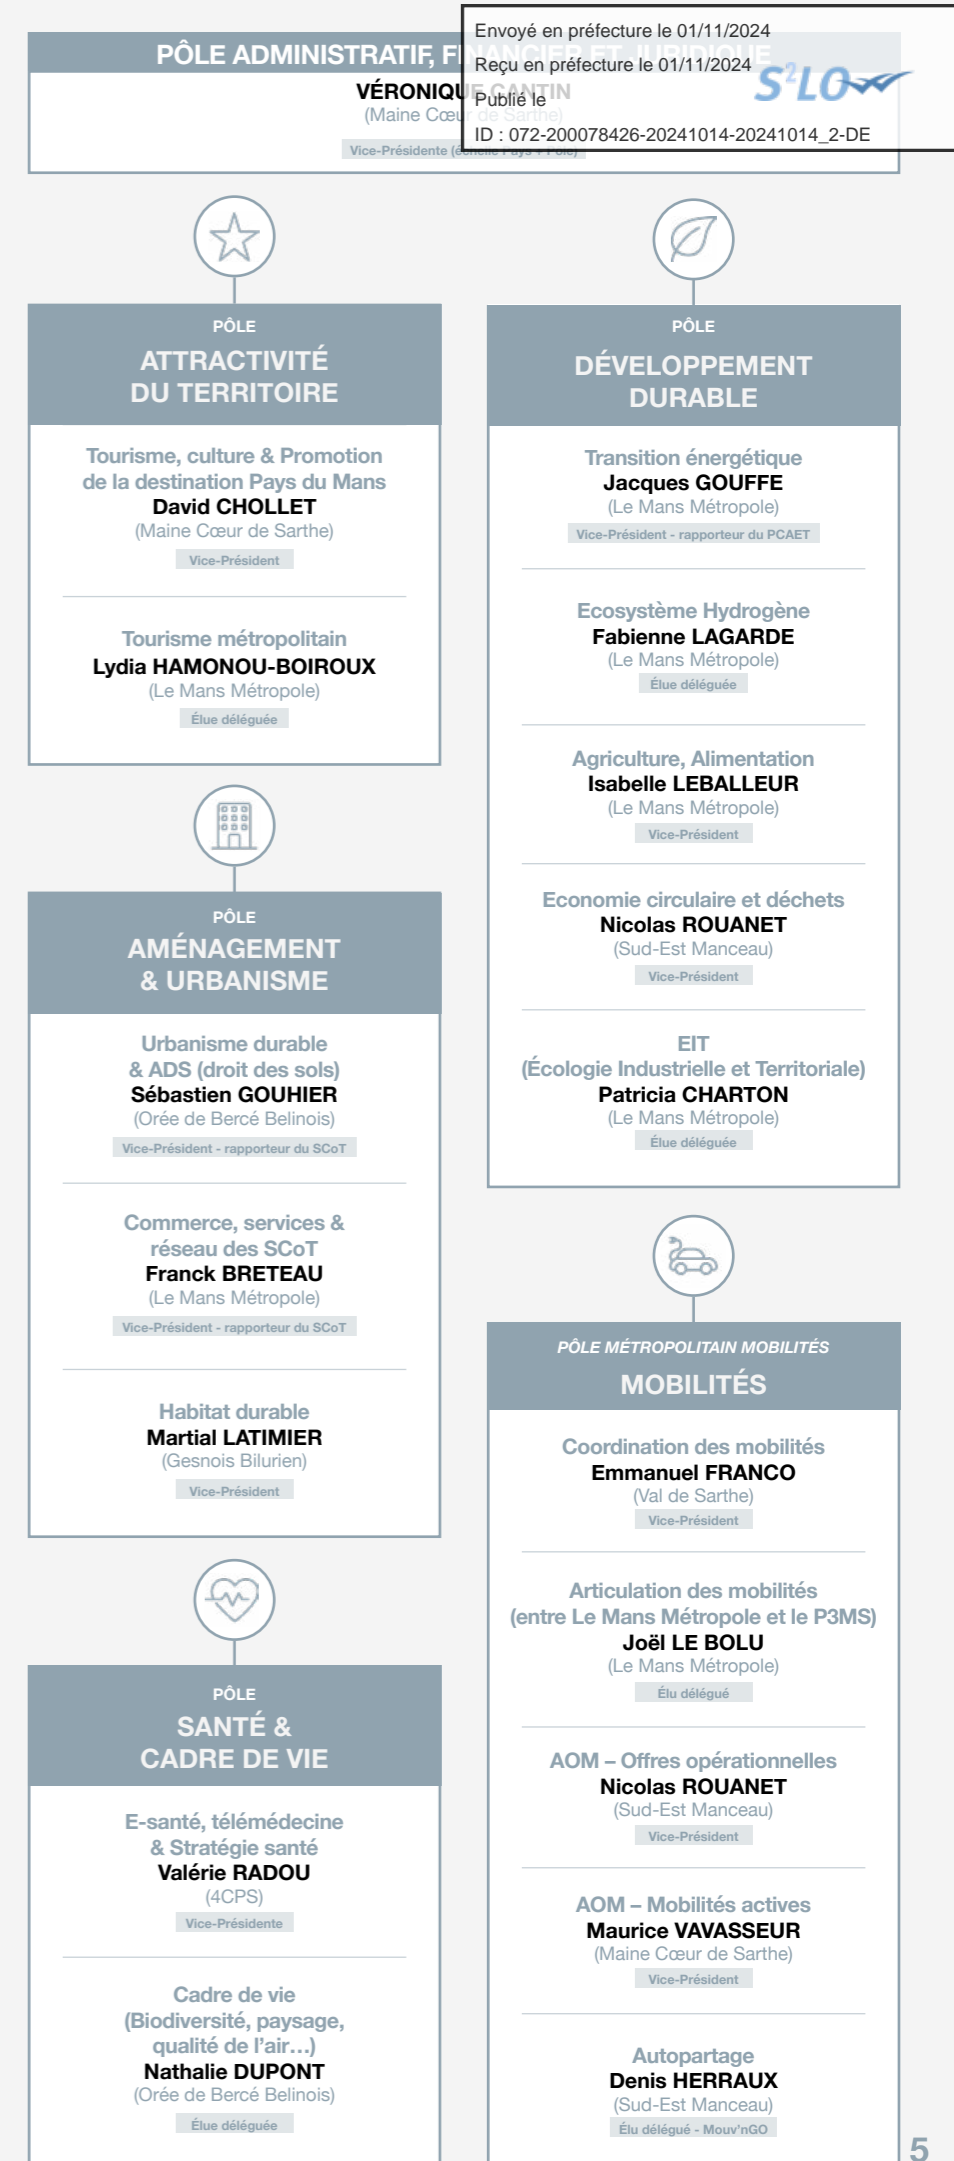 Envoyé en préfecture le 01/11/2024
Reçu en préfecture le 01/11/2024
Publié le
S²LO
ID : 072-200078426-20241014-20241014_2-DE
PÔLE ADMINISTRATIF, FINANCIER ET JURIDIQUE
VÉRONIQUE CANTIN
(Maine Cœur de Sarthe)
Vice-Présidente (échelle Pays + Pôle)
PÔLE
ATTRACTIVITÉ
DU TERRITOIRE
Tourisme, culture & Promotion
de la destination Pays du Mans
David CHOLLET
(Maine Cœur de Sarthe)
Vice-Président
Tourisme métropolitain
Lydia HAMONOU-BOIROUX
(Le Mans Métropole)
Élue déléguée
PÔLE
AMÉNAGEMENT
& URBANISME
Urbanisme durable
& ADS (droit des sols)
Sébastien GOUHIER
(Orée de Bercé Belinois)
Vice-Président - rapporteur du SCoT
Commerce, services &
réseau des SCoT
Franck BRETEAU
(Le Mans Métropole)
Vice-Président - rapporteur du SCoT
Habitat durable
Martial LATIMIER
(Gesnois Bilurien)
Vice-Président
PÔLE
SANTÉ &
CADRE DE VIE
E-santé, télémédecine
& Stratégie santé
Valérie RADOU
(4CPS)
Vice-Présidente
Cadre de vie
(Biodiversité, paysage,
qualité de l'air…)
Nathalie DUPONT
(Orée de Bercé Belinois)
Élue déléguée
PÔLE
DÉVELOPPEMENT
DURABLE
Transition énergétique
Jacques GOUFFE
(Le Mans Métropole)
Vice-Président - rapporteur du PCAET
Ecosystème Hydrogène
Fabienne LAGARDE
(Le Mans Métropole)
Élue déléguée
Agriculture, Alimentation
Isabelle LEBALLEUR
(Le Mans Métropole)
Vice-Président
Economie circulaire et déchets
Nicolas ROUANET
(Sud-Est Manceau)
Vice-Président
EIT
(Écologie Industrielle et Territoriale)
Patricia CHARTON
(Le Mans Métropole)
Élue déléguée
PÔLE MÉTROPOLITAIN MOBILITÉS
MOBILITÉS
Coordination des mobilités
Emmanuel FRANCO
(Val de Sarthe)
Vice-Président
Articulation des mobilités
(entre Le Mans Métropole et le P3MS)
Joël LE BOLU
(Le Mans Métropole)
Élu délégué
AOM – Offres opérationnelles
Nicolas ROUANET
(Sud-Est Manceau)
Vice-Président
AOM – Mobilités actives
Maurice VAVASSEUR
(Maine Cœur de Sarthe)
Vice-Président
Autopartage
Denis HERRAUX
(Sud-Est Manceau)
Élu délégué - Mouv'nGO
5